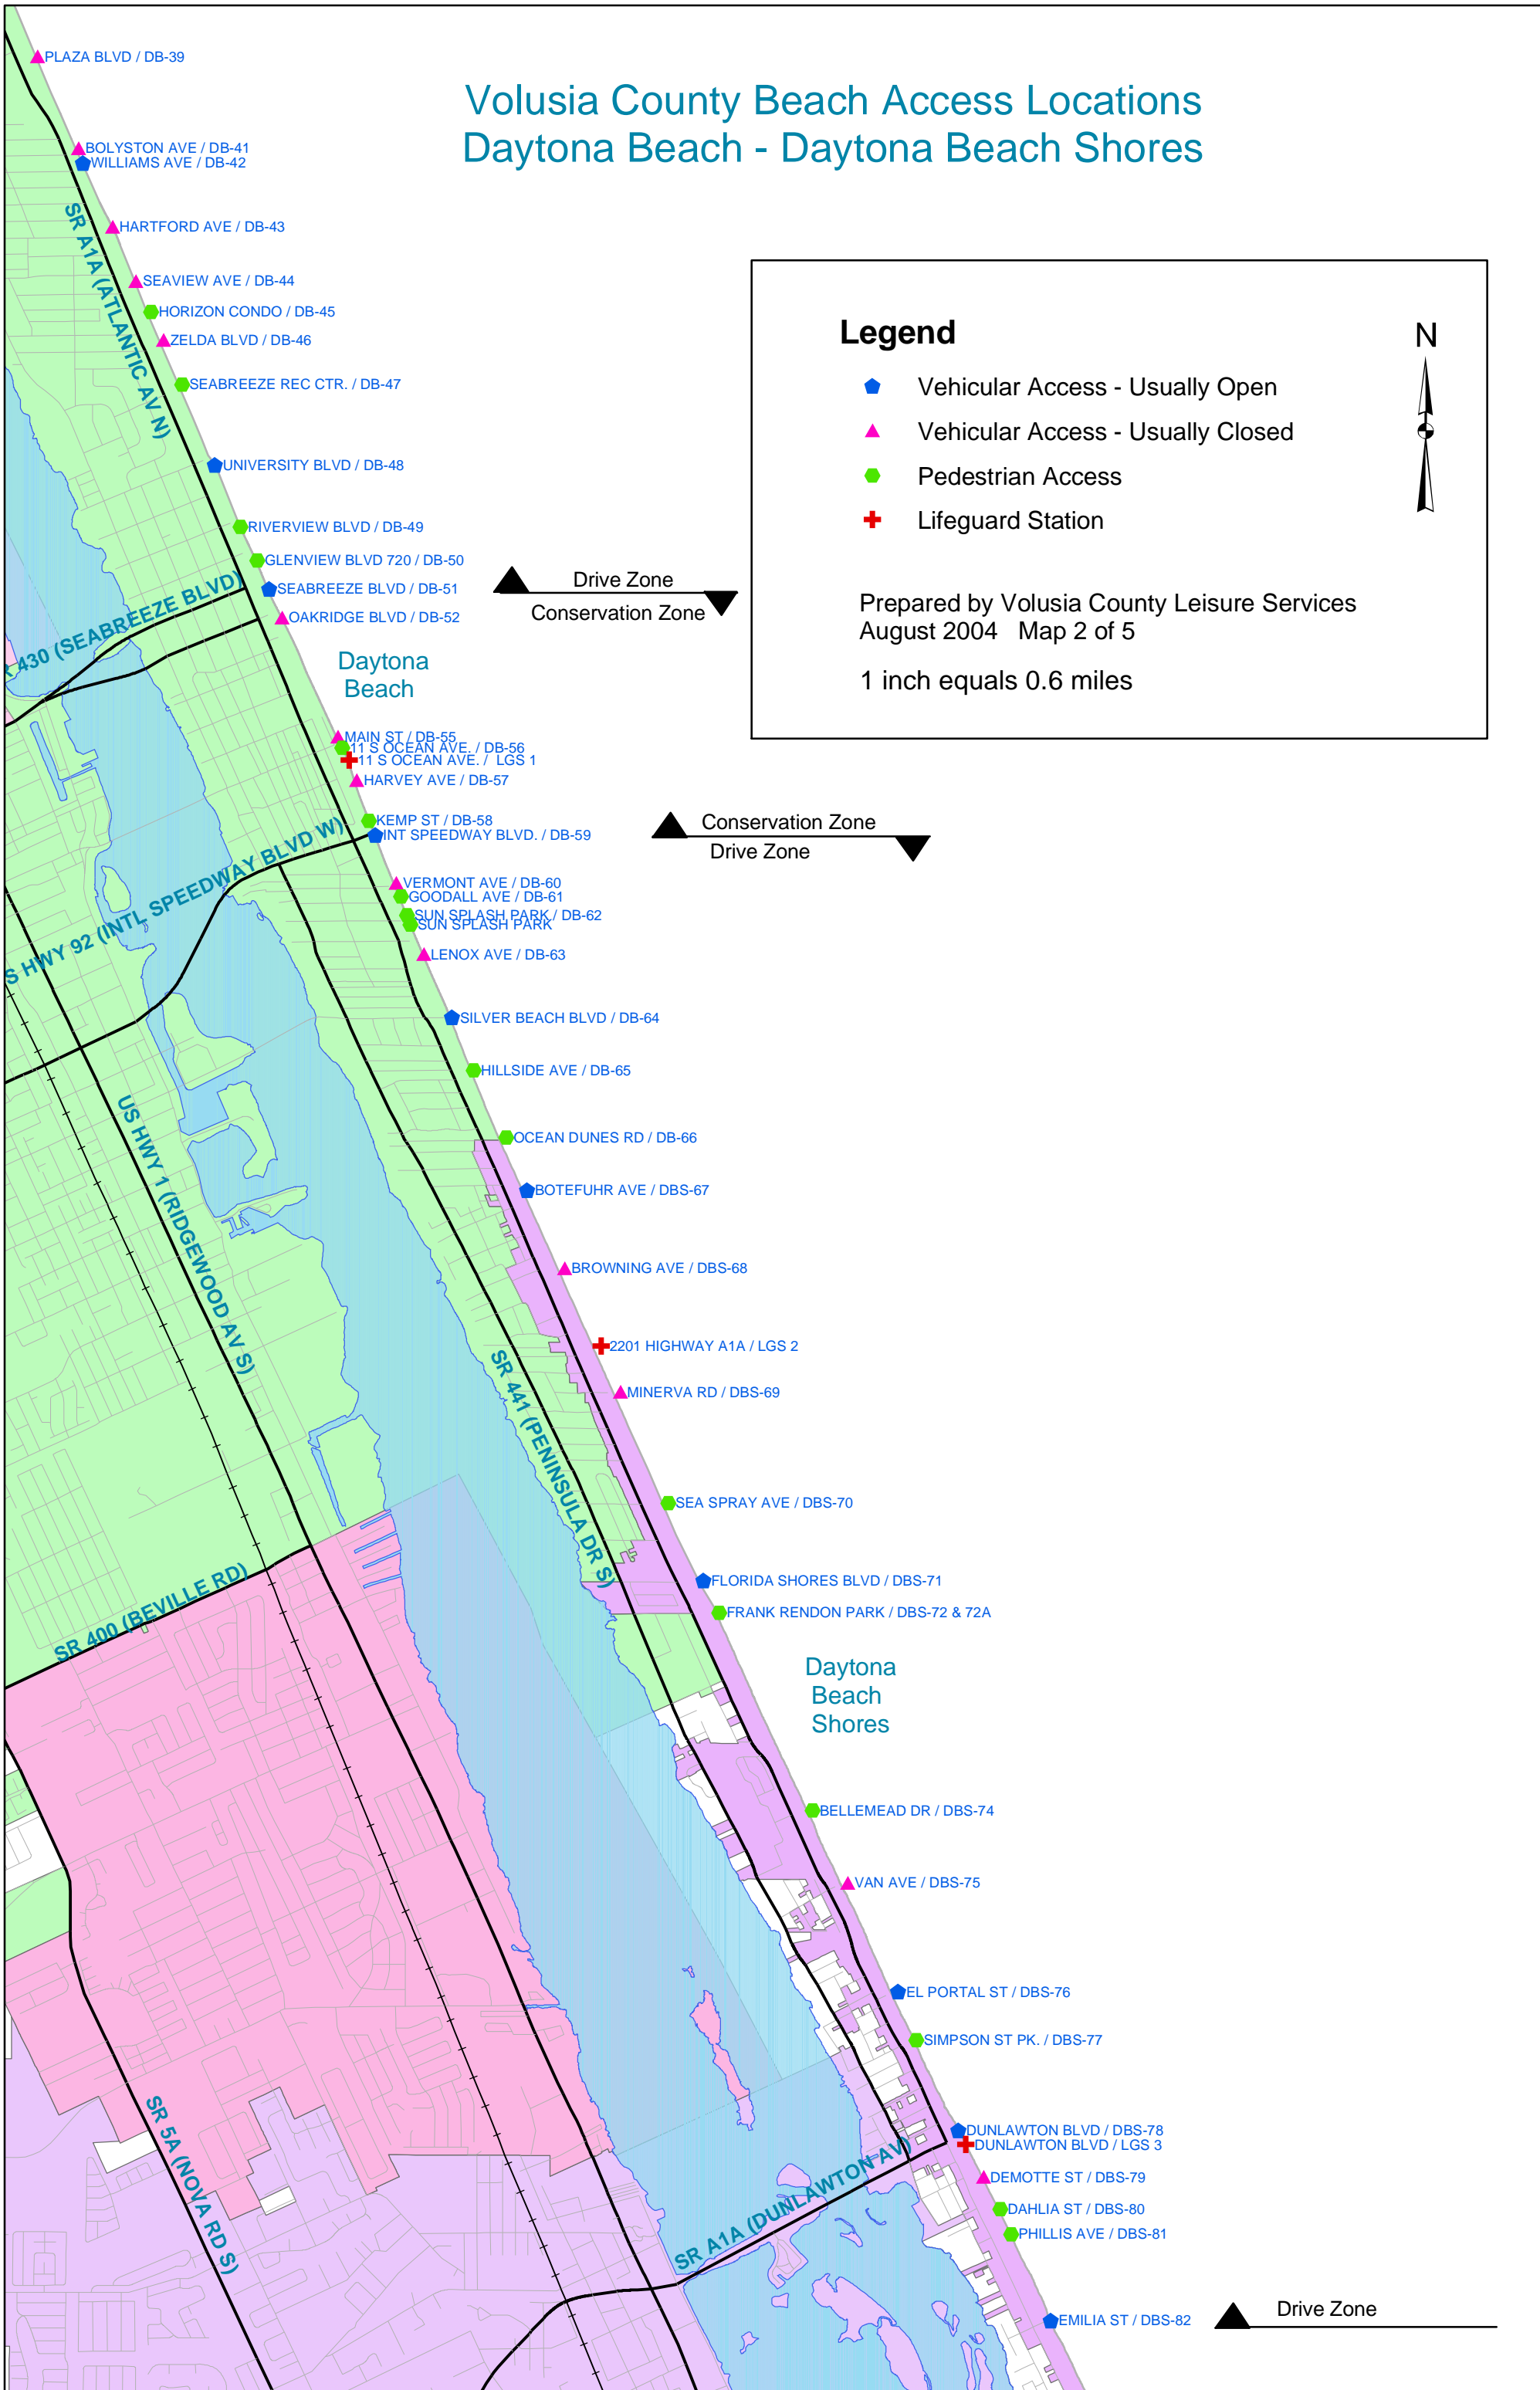 PLAZA BLVD / DB-39
Volusia County Beach Access Locations
Daytona Beach - Daytona Beach Shores
BOLYSTON AVE / DB-41
WILLIAMS AVE / DB-42
HARTFORD AVE / DB-43
SEAVIEW AVE / DB-44
HORIZON CONDO / DB-45
ZELDA BLVD / DB-46
SEABREEZE REC CTR. / DB-47
SR A1A (ATLANTIC AV N)
UNIVERSITY BLVD / DB-48
RIVERVIEW BLVD / DB-49
GLENVIEW BLVD 720 / DB-50
SEABREEZE BLVD / DB-51
OAKRIDGE BLVD / DB-52
R 430 (SEABREEZE BLVD)
Legend
N
Vehicular Access - Usually Open
Vehicular Access - Usually Closed
Pedestrian Access
Lifeguard Station
Prepared by Volusia County Leisure Services
August 2004 Map 2 of 5
1 inch equals 0.6 miles
Drive Zone
Conservation Zone
Daytona
Beach
MAIN ST / DB-55
11 S OCEAN AVE. / DB-56
11 S OCEAN AVE. / LGS 1
HARVEY AVE / DB-57
KEMP ST / DB-58
INT SPEEDWAY BLVD. / DB-59
Conservation Zone
Drive Zone
S HWY 92 (INTL SPEEDWAY BLVD W)
VERMONT AVE / DB-60
GOODALL AVE / DB-61
SUN SPLASH PARK / DB-62
SUN SPLASH PARK
LENOX AVE / DB-63
SILVER BEACH BLVD / DB-64
HILLSIDE AVE / DB-65
OCEAN DUNES RD / DB-66
US HWY 1 (RIDGEWOOD AV S)
BOTEFUHR AVE / DBS-67
BROWNING AVE / DBS-68
2201 HIGHWAY A1A / LGS 2
MINERVA RD / DBS-69
SR 441 (PENINSULA DR S)
SEA SPRAY AVE / DBS-70
FLORIDA SHORES BLVD / DBS-71
FRANK RENDON PARK / DBS-72 & 72A
SR 400 (BEVILLE RD)
Daytona
Beach
Shores
BELLEMEAD DR / DBS-74
VAN AVE / DBS-75
EL PORTAL ST / DBS-76
SIMPSON ST PK. / DBS-77
DUNLAWTON BLVD / DBS-78
DUNLAWTON BLVD / LGS 3
DEMOTTE ST / DBS-79
DAHLIA ST / DBS-80
PHILLIS AVE / DBS-81
SR 5A (NOVA RD S)
SR A1A (DUNLAWTON AV)
EMILIA ST / DBS-82
Drive Zone